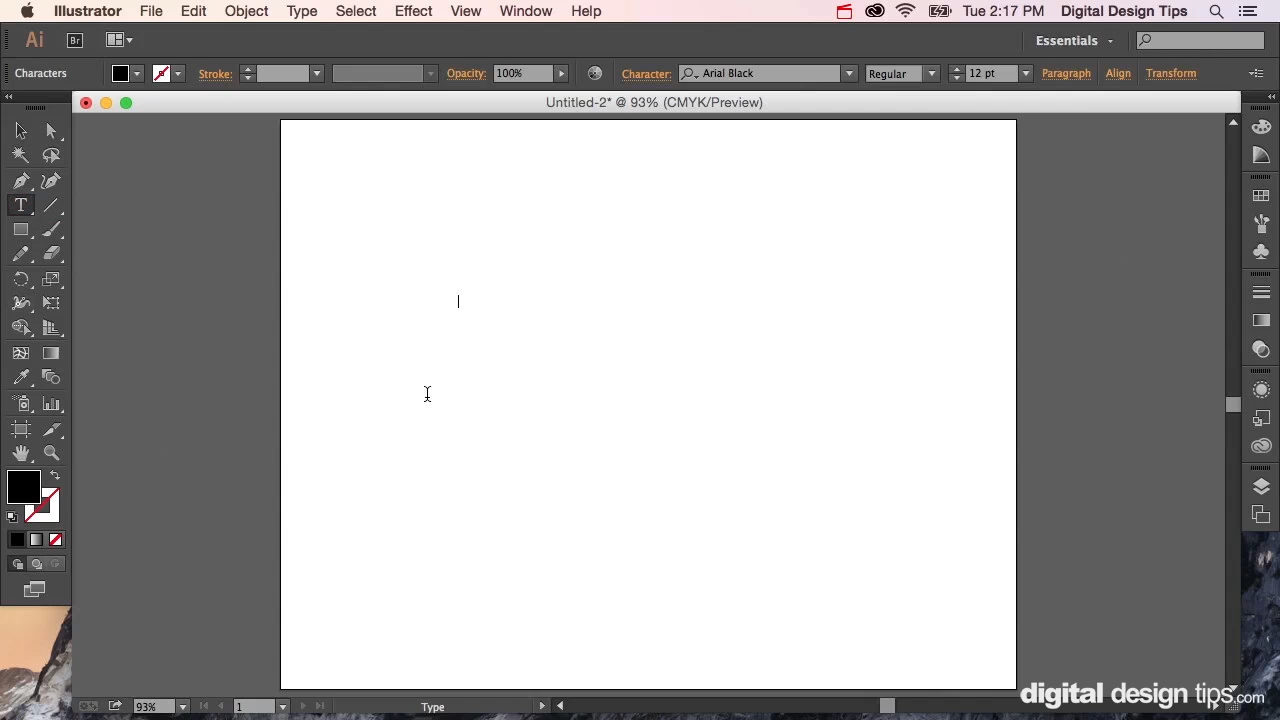 Illustrator File Edit Object Type Select Effect View Window Help Tue 2:17 PM Digital Design Tips
Ai Br Essentials
Characters Stroke: Opacity: 100% Character: Arial Black Regular 12 pt Paragraph Align Transform
Untitled-2* @ 93% (CMYK/Preview)
T
93% 1 Type
digital design tips.com